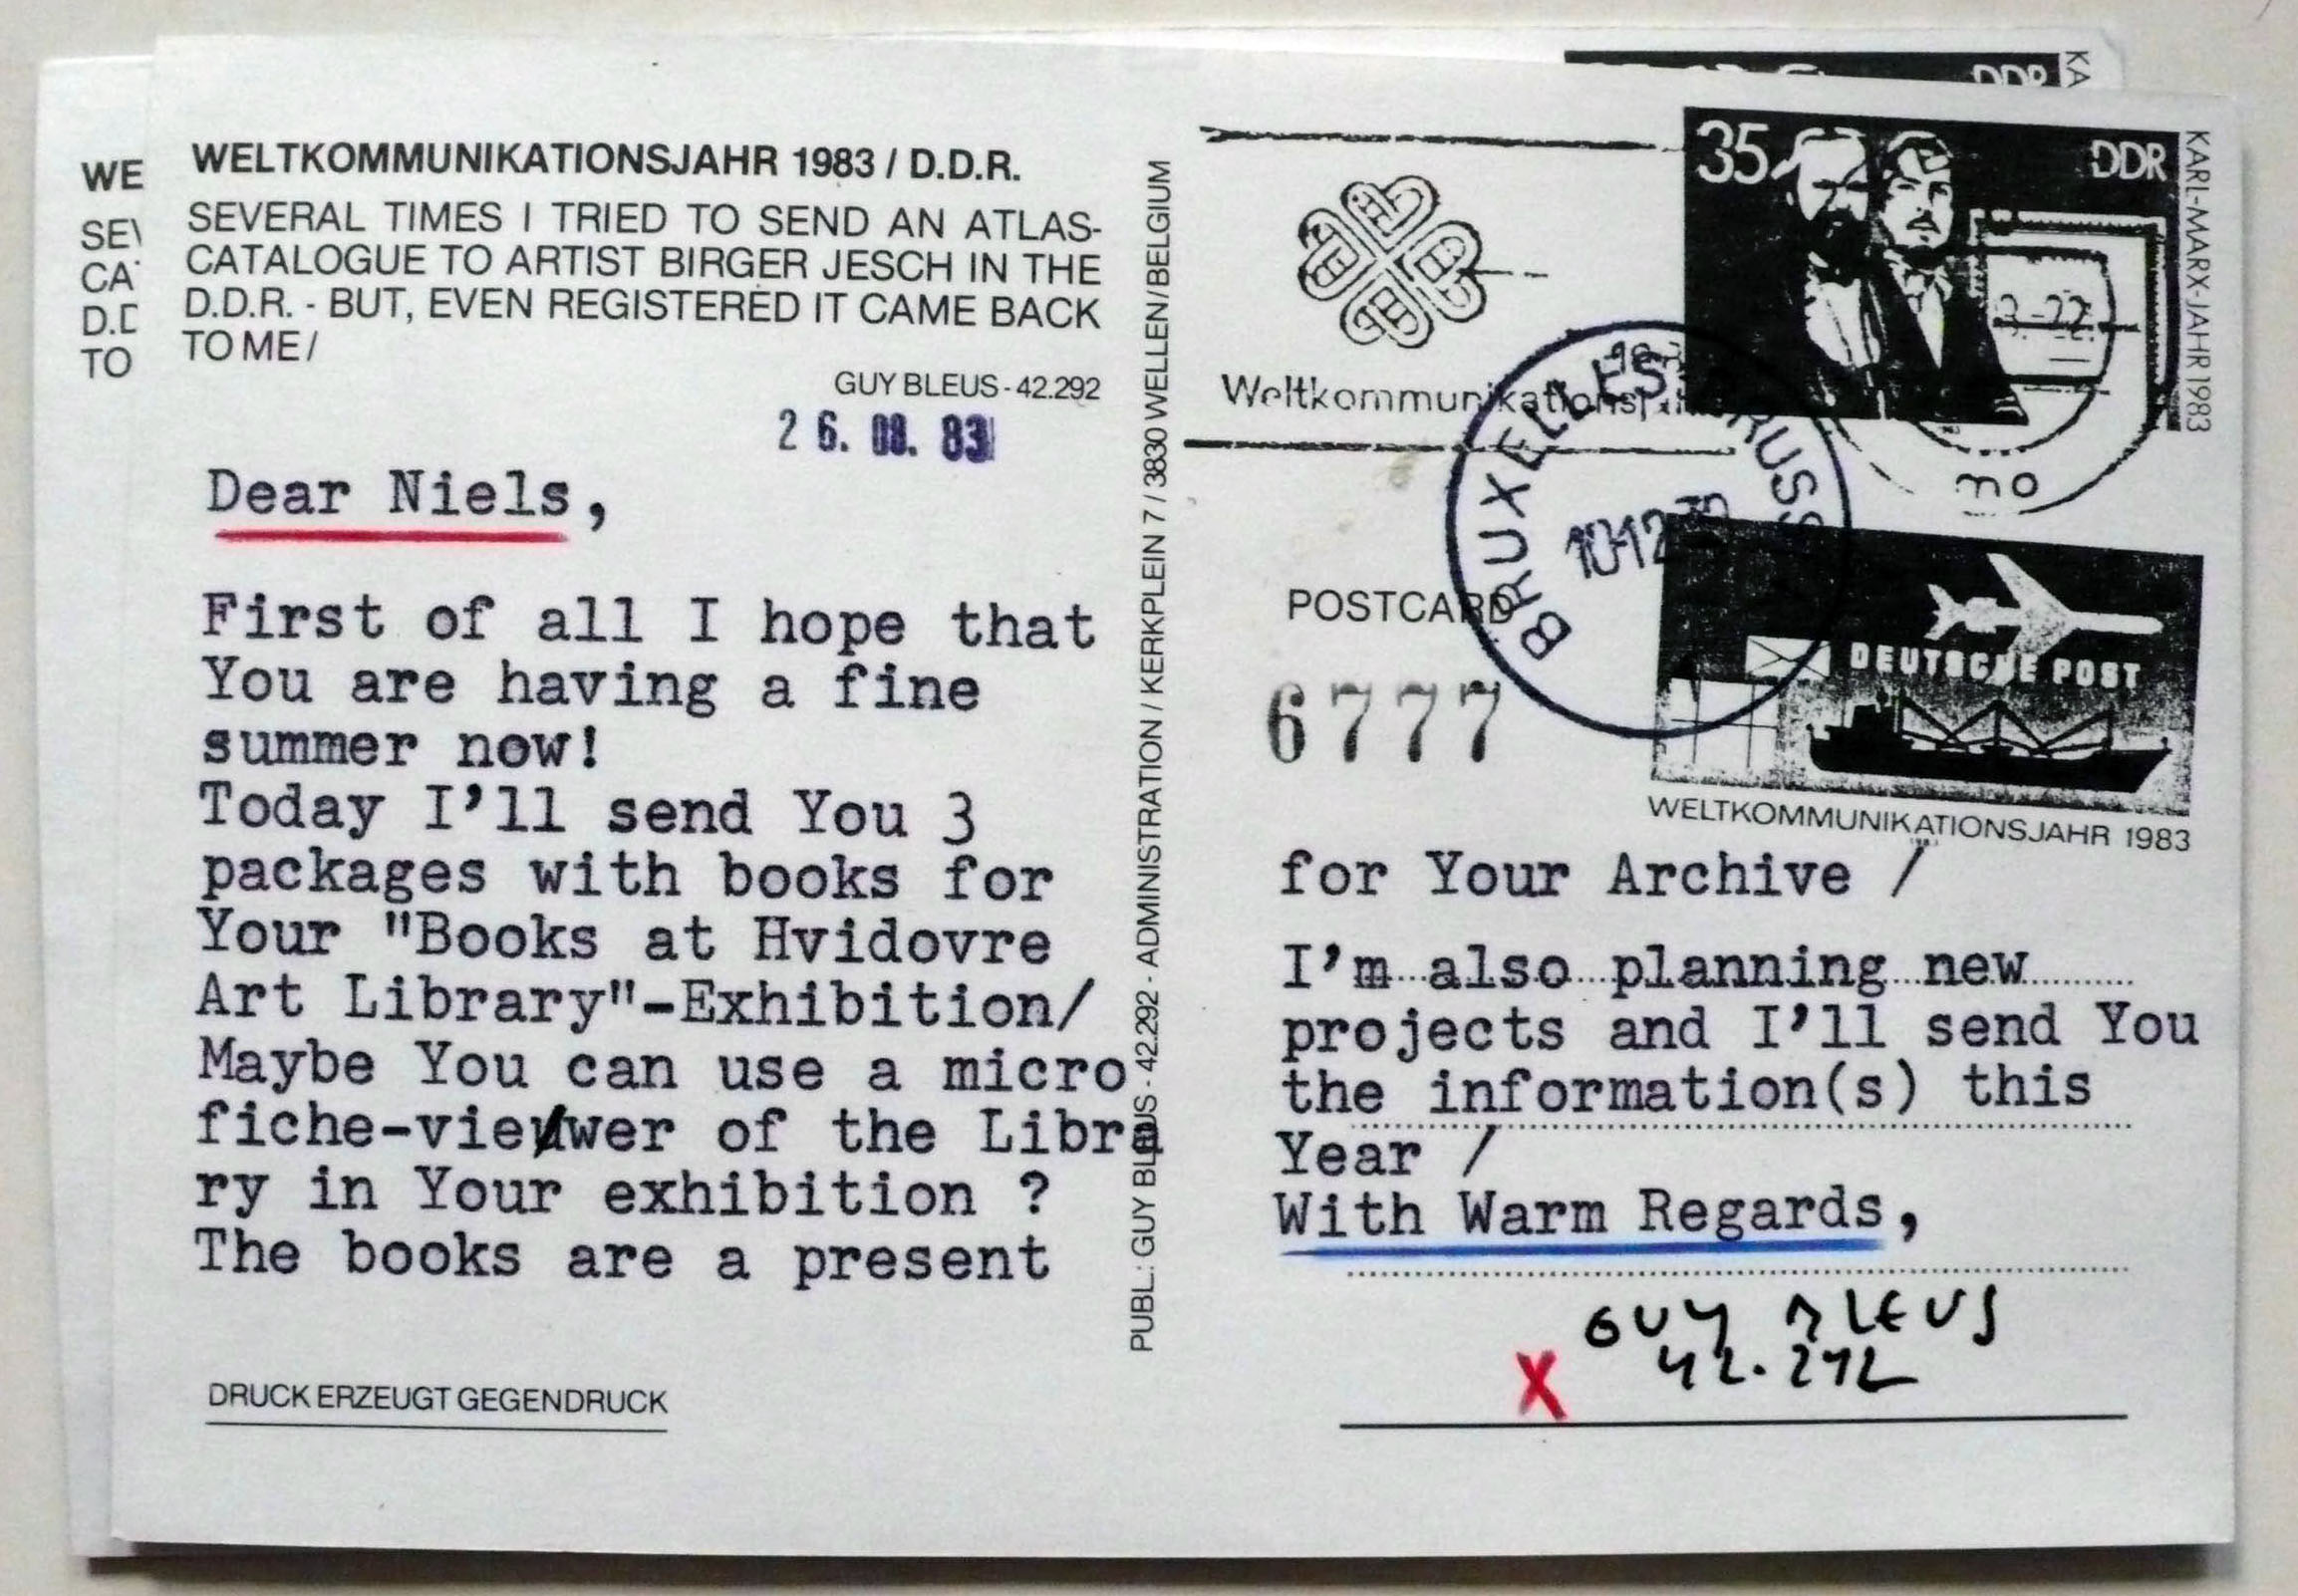 WE
SE
CA
D.D
TO
WELTKOMMUNIKATIONSJAHR 1983 / D.D.R.
SEVERAL TIMES I TRIED TO SEND AN ATLAS-
CATALOGUE TO ARTIST BIRGER JESCH IN THE
D.D.R. - BUT, EVEN REGISTERED IT CAME BACK
TO ME /
GUY BLEUS - 42.292
26. 08. 83
Dear Niels,
First of all I hope that
You are having a fine
summer now!
Today I'll send You 3
packages with books for
Your "Books at Hvidovre
Art Library"-Exhibition/
Maybe You can use a micro
fiche-viewer of the Libra
ry in Your exhibition ?
The books are a present
DRUCK ERZEUGT GEGENDRUCK
PUBL.: GUY BLEUS - 42.292 - ADMINISTRATION / KERKPLEIN 7 / 3830 WELLEN / BELGIUM
DDR
KA
35
DDR
KARL-MARX-JAHR 1983
BRUXELLES
10-12
POSTCARD
6777
DEUTSCHE POST
WELTKOMMUNIKATIONSJAHR 1983
for Your Archive /
I'm also planning new
projects and I'll send You
the information(s) this
Year /
With Warm Regards,
GUY BLEUS
42.292
X